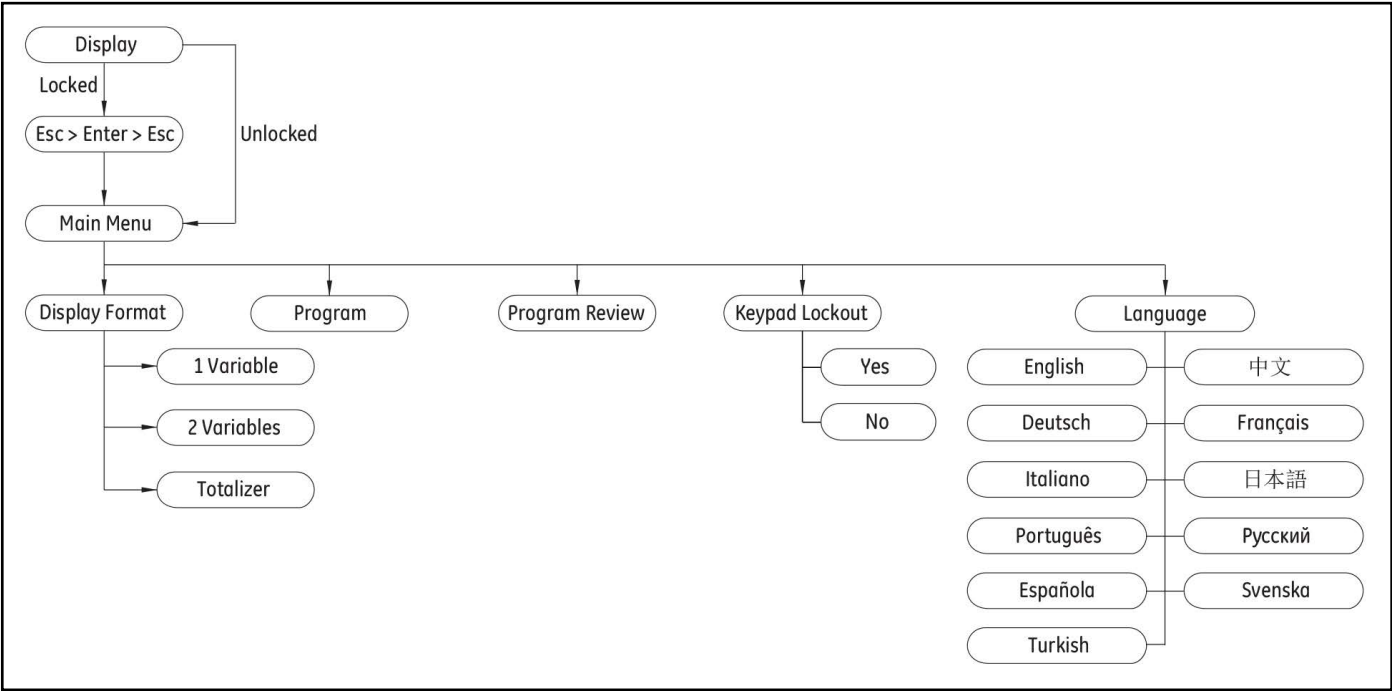 Display
Locked
Esc > Enter > Esc
Unlocked
Main Menu
Display Format
Program
Program Review
Keypad Lockout
Language
1 Variable
2 Variables
Totalizer
Yes
No
English
中文
Deutsch
Français
Italiano
日本語
Português
Русский
Española
Svenska
Turkish